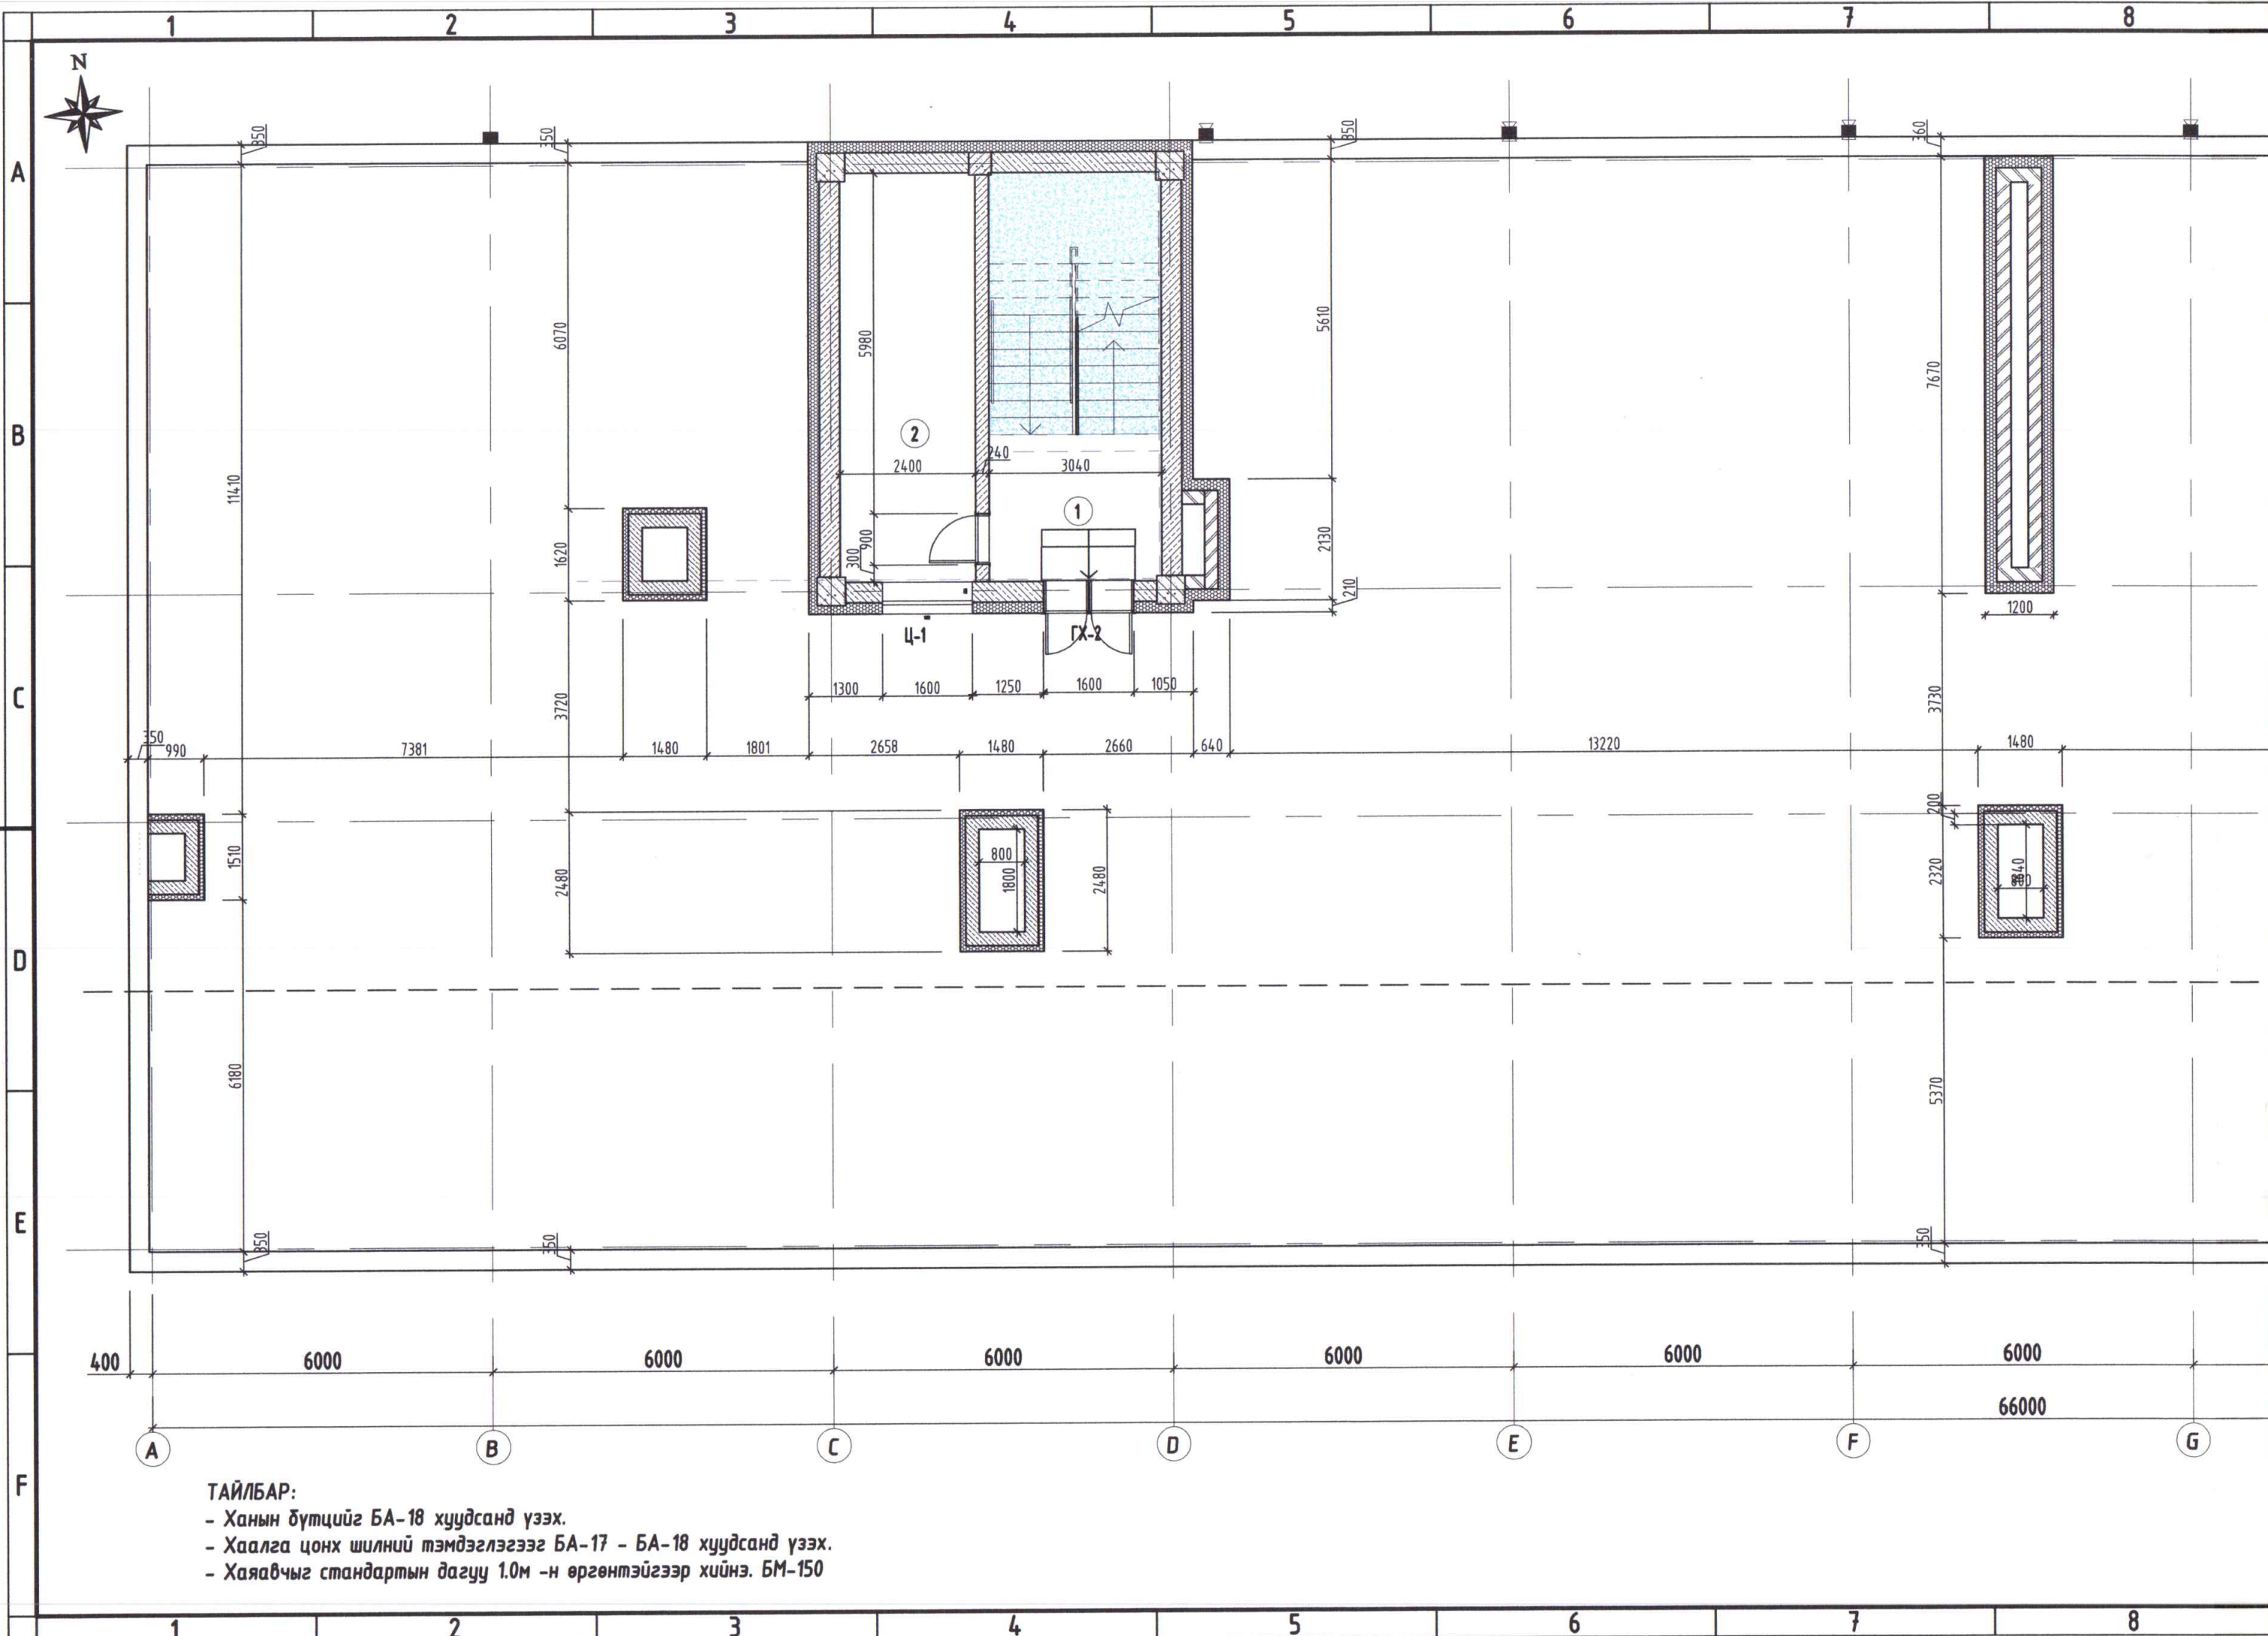 1 2 3 4 5 6 7 8
N
A
350 350 350 360
B
6070 5980 5610 7670
2
11410 2400 240 3040
1
1620 300 900 2130 210
Ц-1 ГХ-2
1200
C
3720 1300 1600 1250 1600 1050 3730
350 990 7381 1480 1801 2658 1480 2660 640 13220 1480
200
1510 2480 800 1800 2480 2320 800
D
6180 5370
E
350 350 350
400 6000 6000 6000 6000 6000 6000
66000
A B C D E F G
F
ТАЙЛБАР:
- Ханын бүтцийг БА-18 хуудсанд үзэх.
- Хаалга цонх шилний тэмдэглэгээг БА-17 - БА-18 хуудсанд үзэх.
- Хаяавчыг стандартын дагуу 1.0м -н өргөнтэйгээр хийнэ. БМ-150
1 2 3 4 5 6 7 8